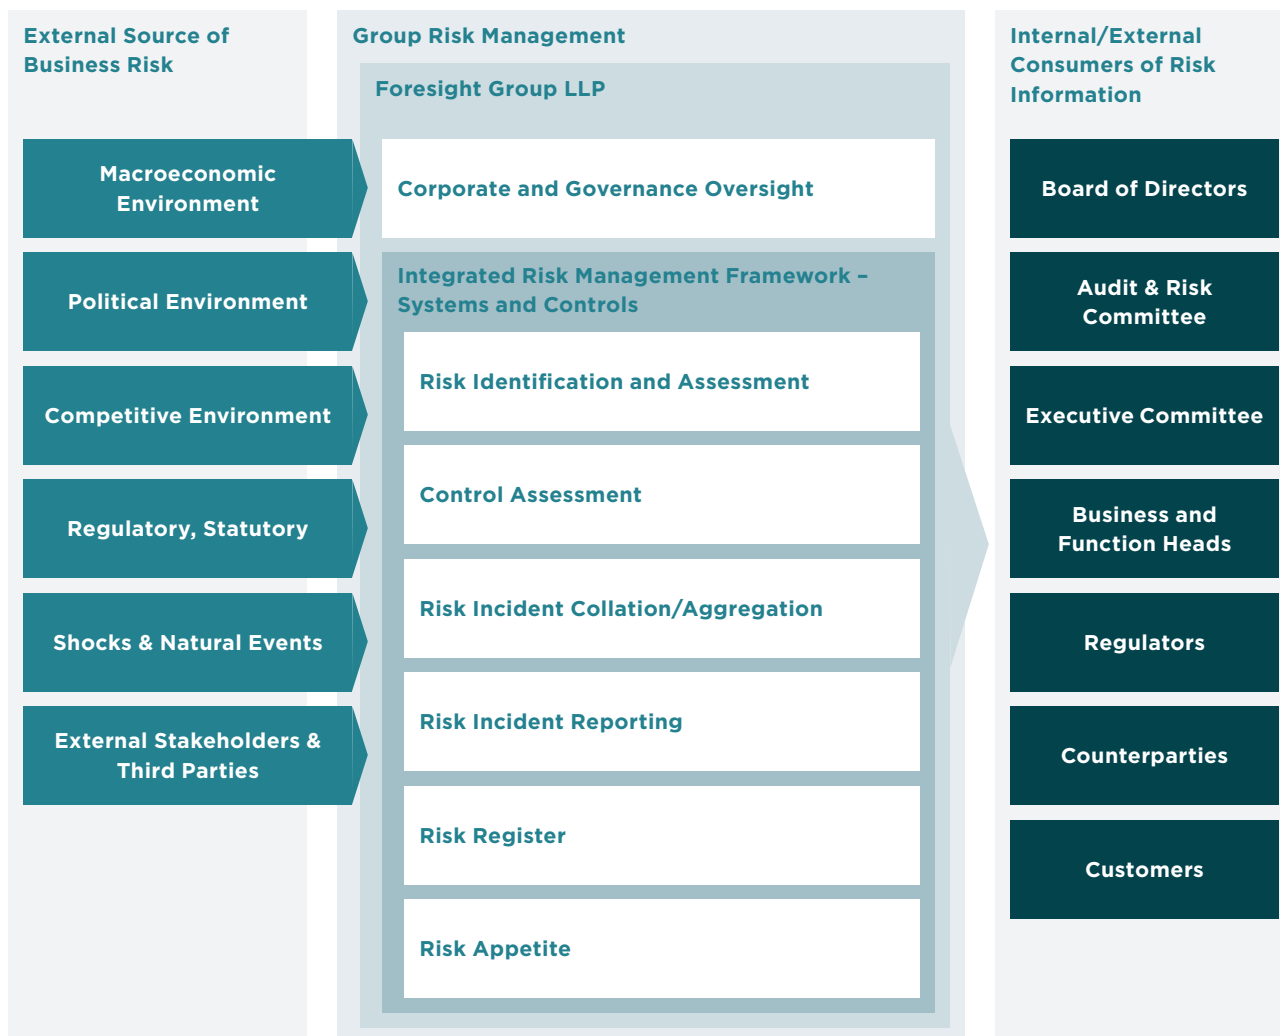 External Source of
Business Risk
Macroeconomic
Environment
Political Environment
Competitive Environment
Regulatory, Statutory
Shocks & Natural Events
External Stakeholders &
Third Parties
Group Risk Management
Foresight Group LLP
Corporate and Governance Oversight
Integrated Risk Management Framework –
Systems and Controls
Risk Identification and Assessment
Control Assessment
Risk Incident Collation/Aggregation
Risk Incident Reporting
Risk Register
Risk Appetite
Internal/External
Consumers of Risk
Information
Board of Directors
Audit & Risk
Committee
Executive Committee
Business and
Function Heads
Regulators
Counterparties
Customers